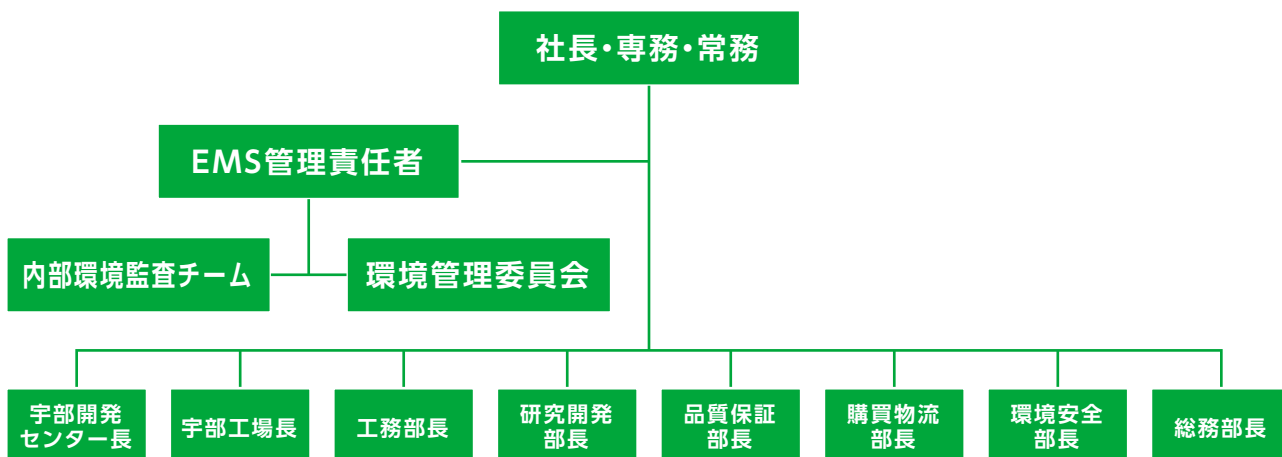 社長・専務・常務
EMS管理責任者
内部環境監査チーム
環境管理委員会
宇部開発
センター長
宇部工場長
工務部長
研究開発
部長
品質保証
部長
購買物流
部長
環境安全
部長
総務部長